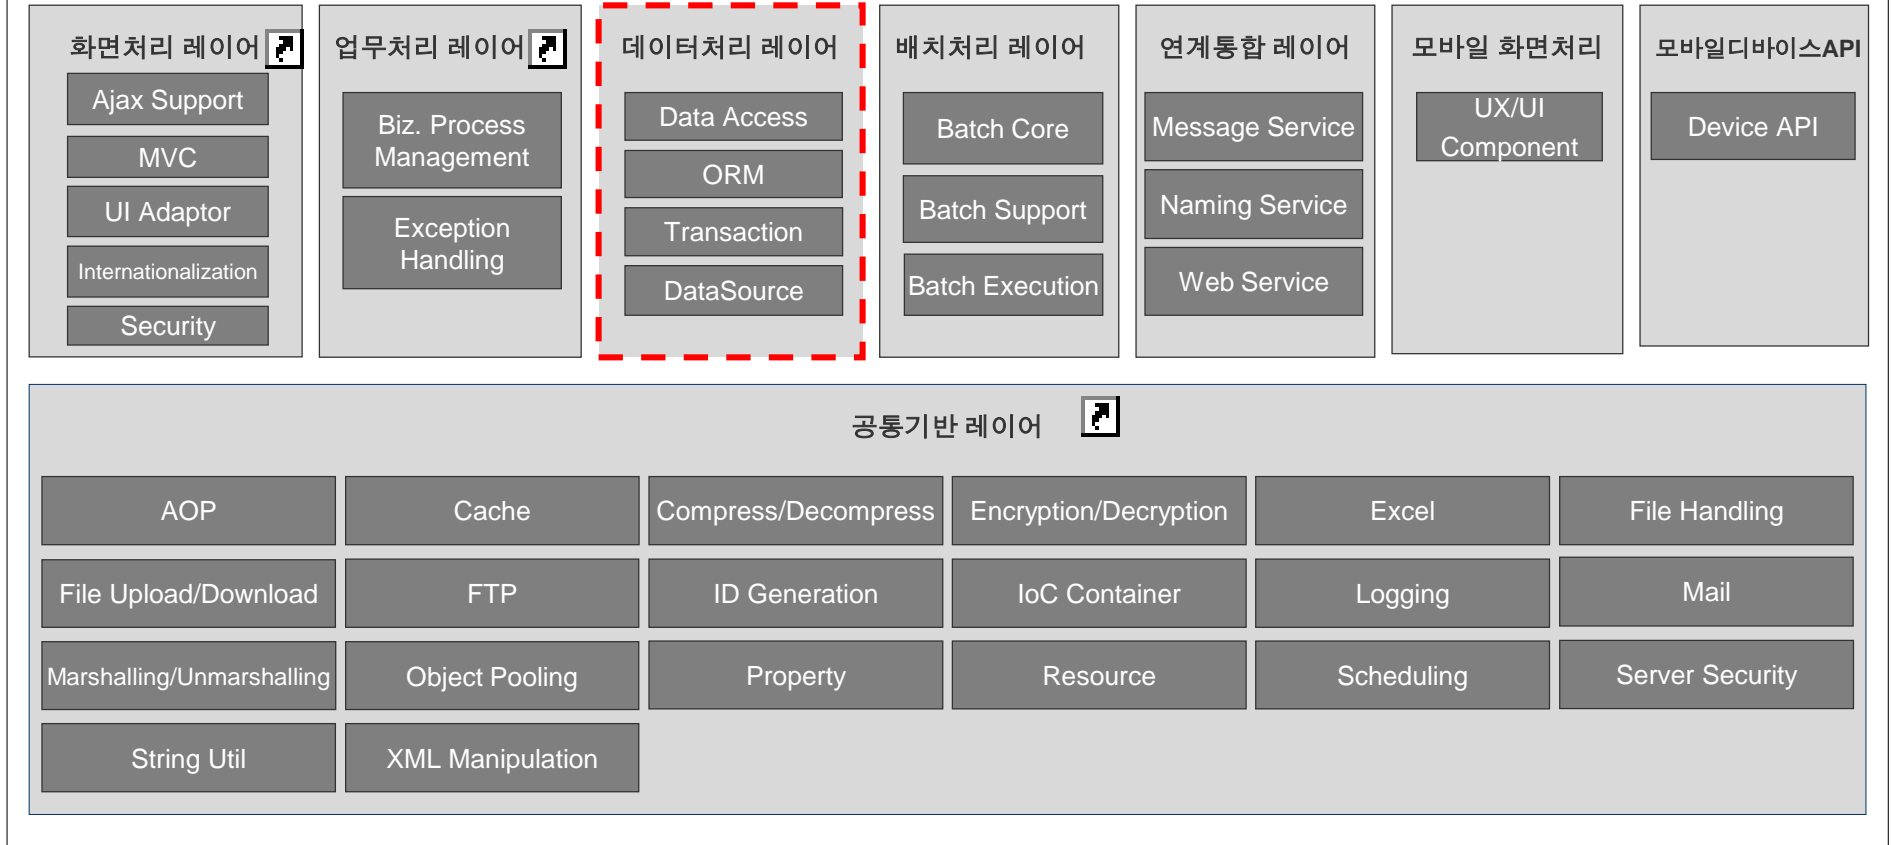 화면처리 레이어
Ajax Support
MVC
UI Adaptor
Internationalization
Security
업무처리 레이어
Biz. Process
Management
Exception
Handling
데이터처리 레이어
Data Access
ORM
Transaction
DataSource
배치처리 레이어
Batch Core
Batch Support
Batch Execution
연계통합 레이어
Message Service
Naming Service
Web Service
모바일 화면처리
UX/UI
Component
모바일디바이스API
Device API
공통기반 레이어
AOP
Cache
Compress/Decompress
Encryption/Decryption
Excel
File Handling
File Upload/Download
FTP
ID Generation
IoC Container
Logging
Mail
Marshalling/Unmarshalling
Object Pooling
Property
Resource
Scheduling
Server Security
String Util
XML Manipulation